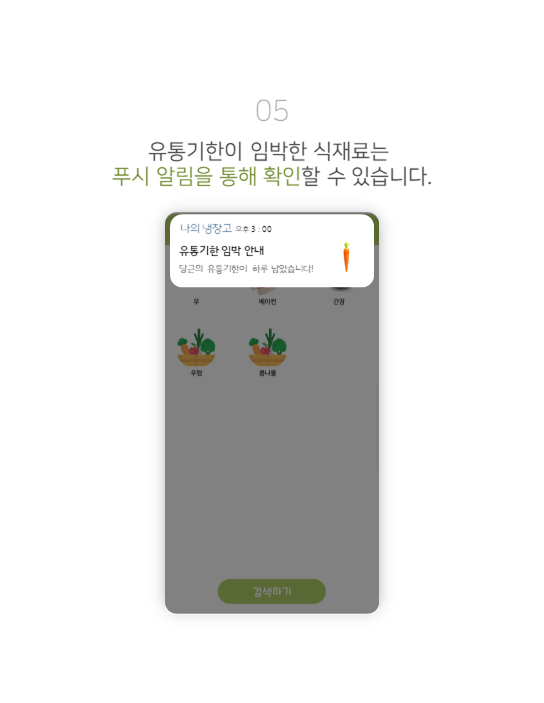 05
유통기한이 임박한 식재료는
푸시 알림을 통해 확인할 수 있습니다.
나의 냉장고 오후 3 : 00
유통기한 임박 안내
당근의 유통기한이 하루 남았습니다!
무 베이컨 간장
우렁 콩나물
검색하기